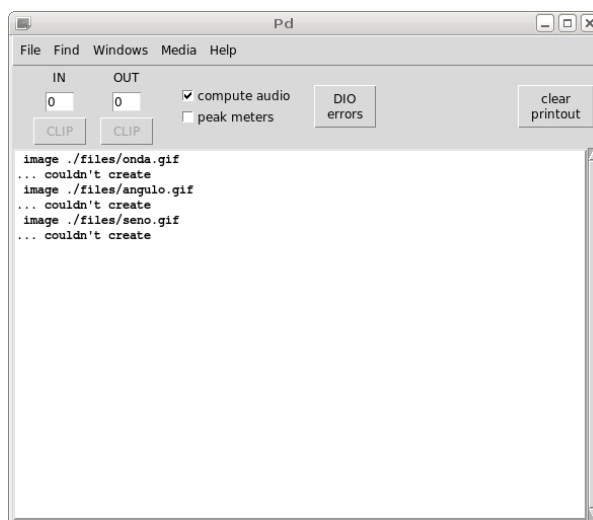 Pd
File Find Windows Media Help
IN OUT
0 0
compute audio
peak meters
CLIP CLIP
DIO
errors
clear
printout
image ./files/onda.gif
... couldn't create
image ./files/angulo.gif
... couldn't create
image ./files/seno.gif
... couldn't create